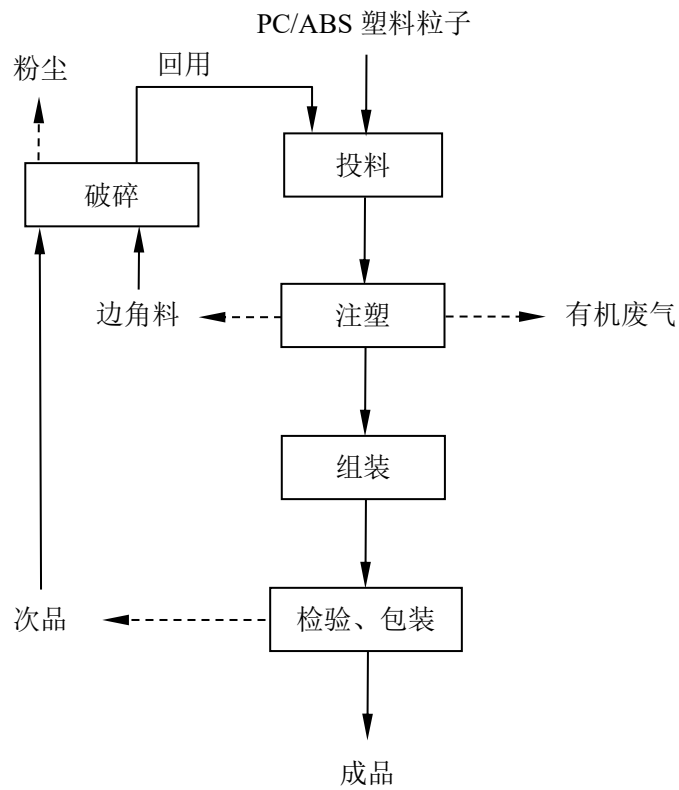 PC/ABS 塑料粒子
粉尘
回用
投料
破碎
边角料
注塑
有机废气
组装
次品
检验、包装
成品